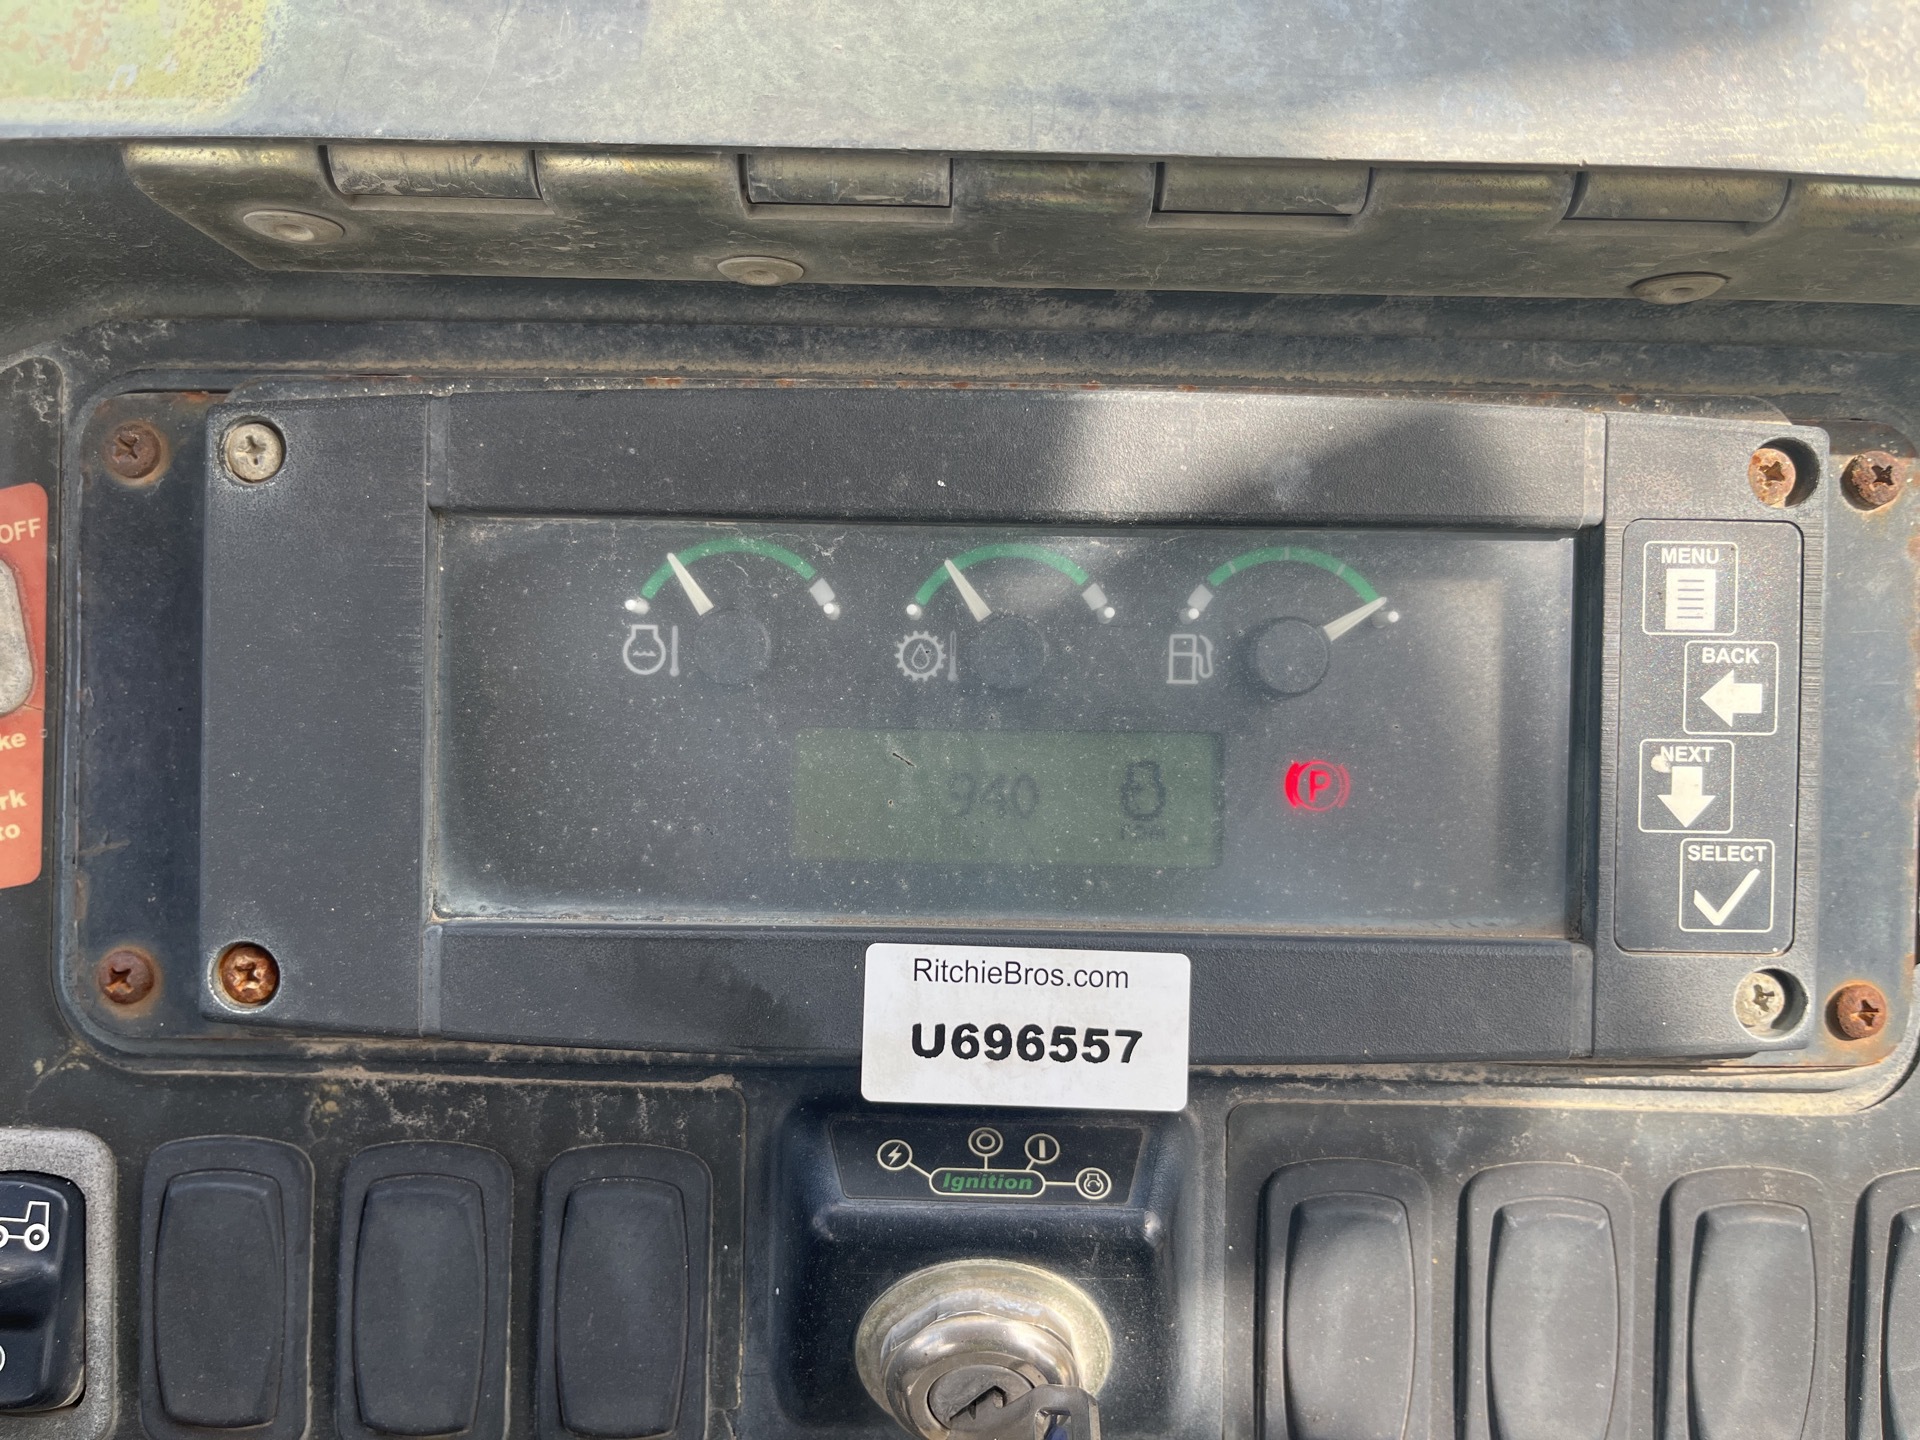 OFF
ke
rk
to
940
MENU
BACK
NEXT
SELECT
RitchieBros.com
U696557
Ignition